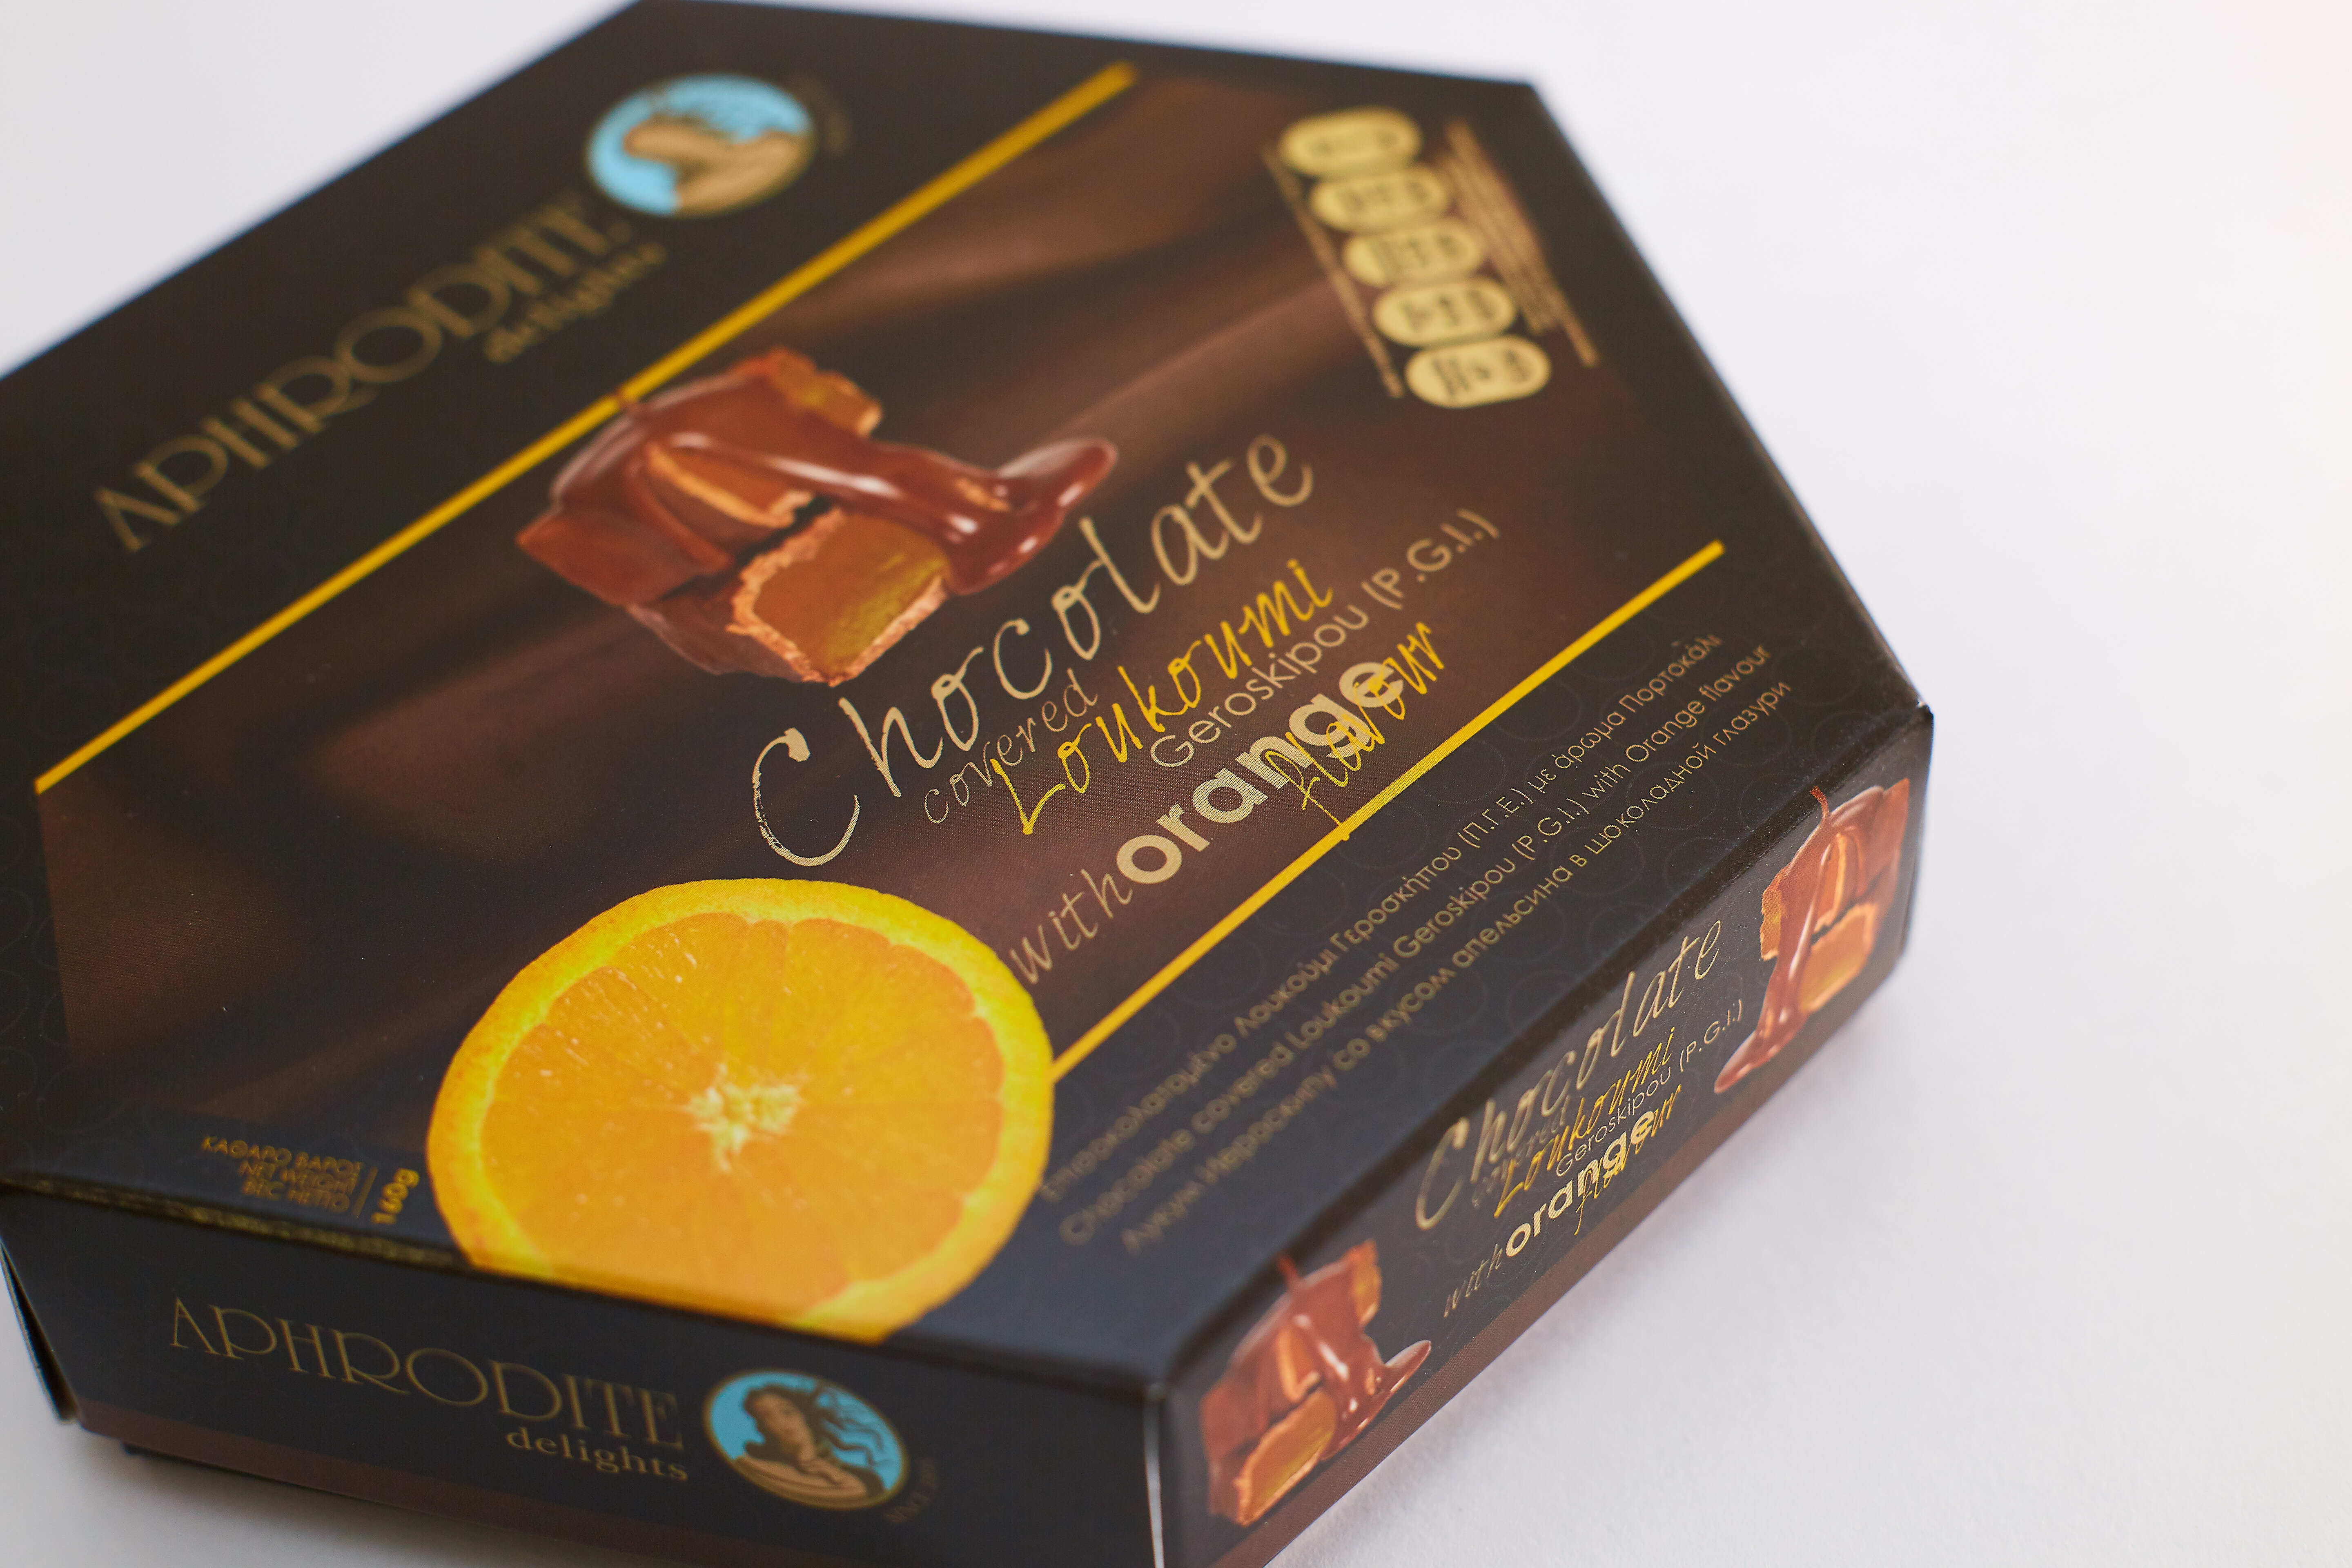 APHRODITE
delights
Chocolate
covered
Loukoumi
Geroskipou (P.G.I.)
with orange
flavour
Επισοκολατωμένο Λουκούμι Γεροσκήπου (Π.Γ.Ε.) με άρωμα Πορτοκάλι
Chocolate covered Loukoumi Geroskipou (P.G.I.) with Orange flavour
Лукум Иероскипу со вкусом апельсина в шоколадной глазури
ΚΑΘΑΡΟ ΒΑΡΟΣ
NET WEIGHT
ВЕС НЕТТО
160g
APHRODITE
delights
Chocolate
covered
Loukoumi
Geroskipou (P.G.I.)
with orange
flavour